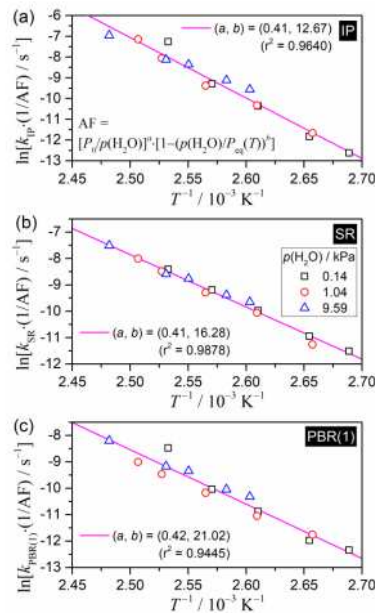 (a)
(a, b) = (0.41, 12.67)
(r² = 0.9640)
IP
ln[k_IP·(1/AF) / s⁻¹]
-6
-7
-8
-9
-10
-11
-12
-13
AF =
[P₀/p(H₂O)]ᵃ·[1−(p(H₂O)/P_eq(T))ᵇ]
2.45 2.50 2.55 2.60 2.65 2.70
T⁻¹ / 10⁻³ K⁻¹
(b)
SR
ln[k_SR·(1/AF) / s⁻¹]
-6
-7
-8
-9
-10
-11
-12
p(H₂O) / kPa
0.14
1.04
9.59
(a, b) = (0.41, 16.28)
(r² = 0.9878)
2.45 2.50 2.55 2.60 2.65 2.70
T⁻¹ / 10⁻³ K⁻¹
(c)
PBR(1)
ln[k_PBR(1)·(1/AF) / s⁻¹]
-8
-9
-10
-11
-12
(a, b) = (0.42, 21.02)
(r² = 0.9445)
2.45 2.50 2.55 2.60 2.65 2.70
T⁻¹ / 10⁻³ K⁻¹